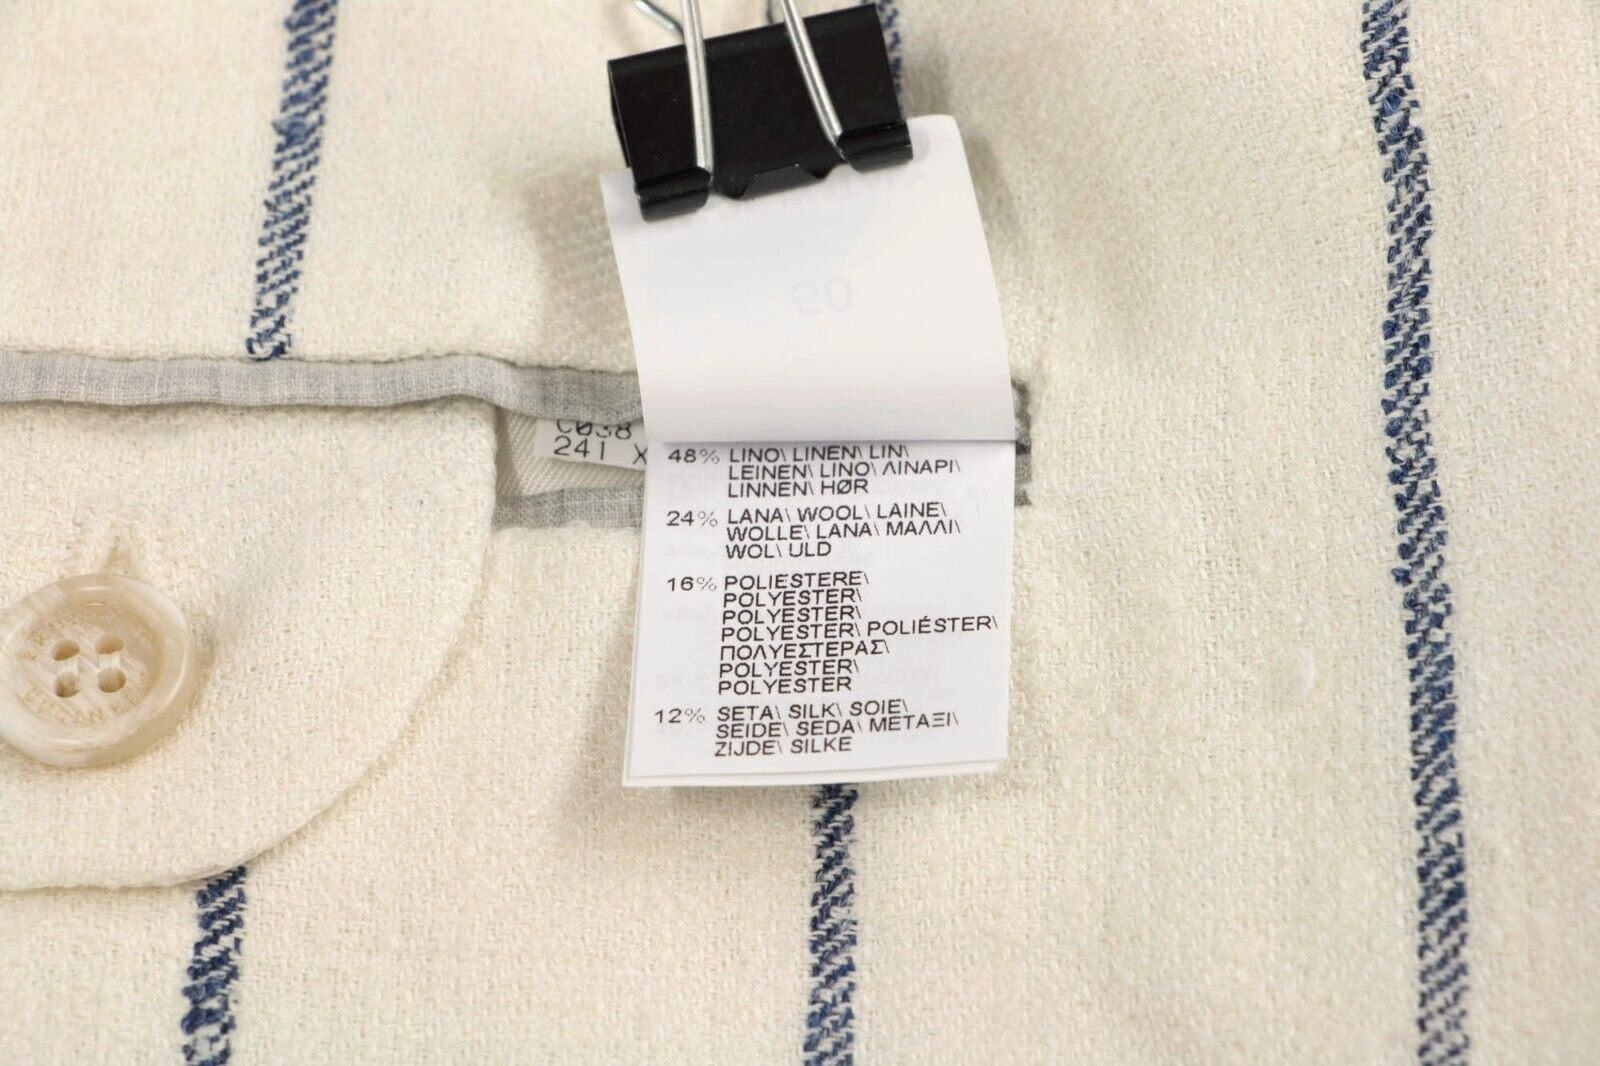 C038
241 X
48% LINO\ LINEN\ LIN\
LEINEN\ LINO\ ΛΙΝΑΡΙ\
LINNEN\ HØR
24% LANA\ WOOL\ LAINE\
WOLLE\ LANA\ ΜΑΛΛΙ\
WOL\ ULD
16% POLIESTERE\
POLYESTER\
POLYESTER\
POLYESTER\ POLIÉSTER\
ΠΟΛΥΕΣΤΕΡΑΣ\
POLYESTER\
POLYESTER
12% SETA\ SILK\ SOIE\
SEIDE\ SEDA\ ΜΕΤΑΞΙ\
ZIJDE\ SILKE